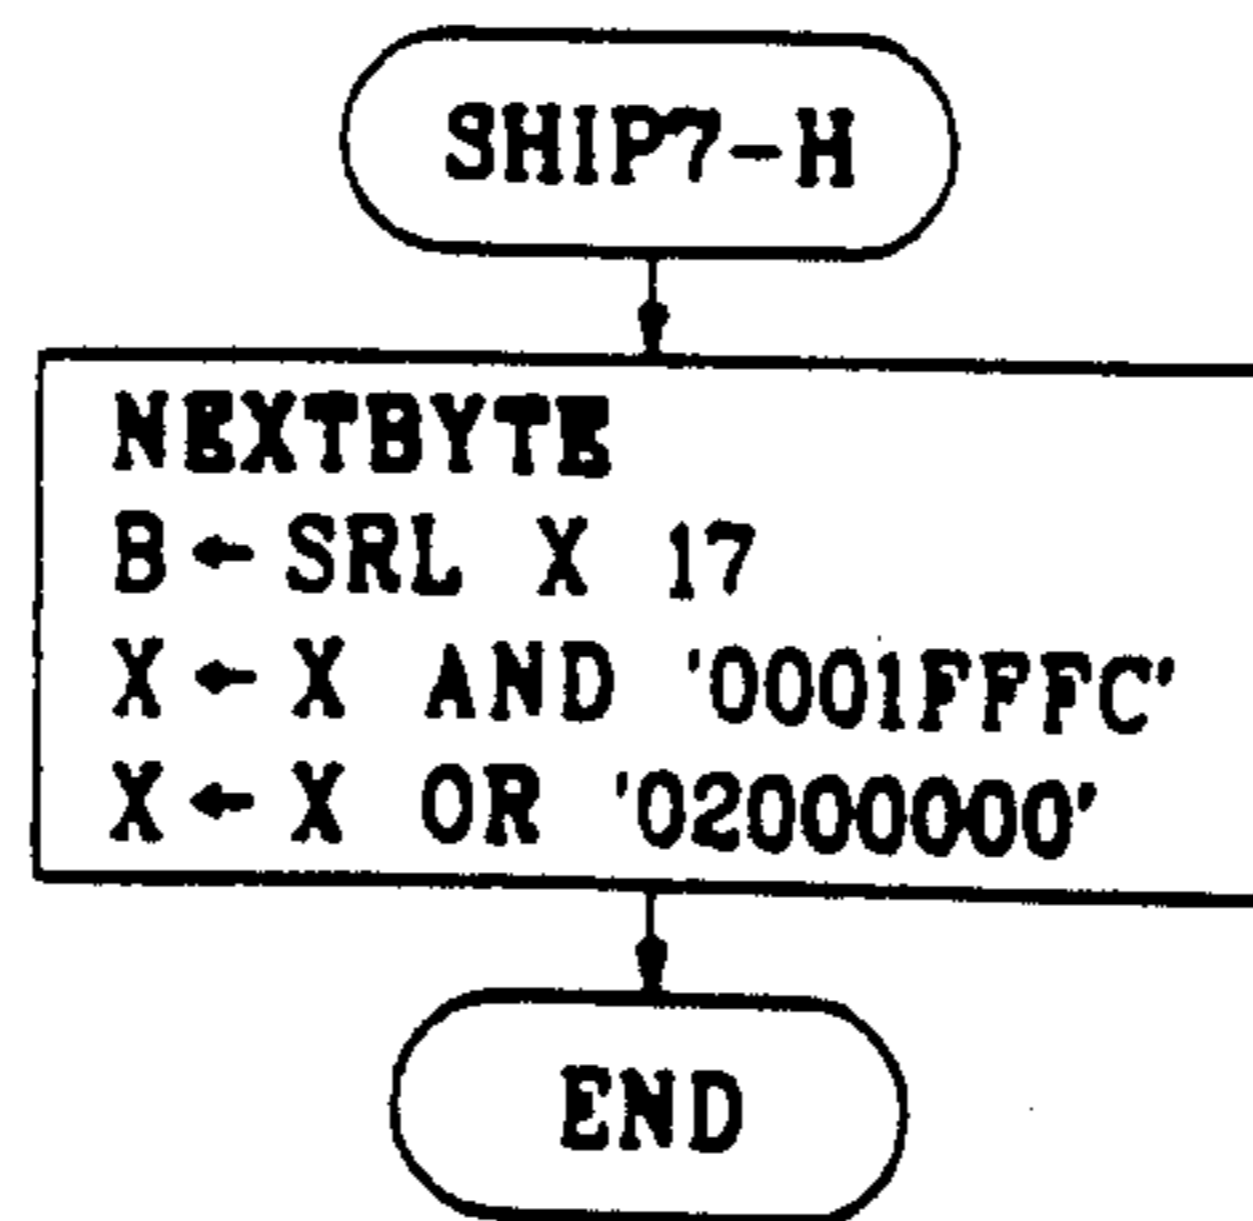 SHIP7-H
NEXTBYTE
B ← SRL X 17
X ← X AND '0001FFFC'
X ← X OR '02000000'
END